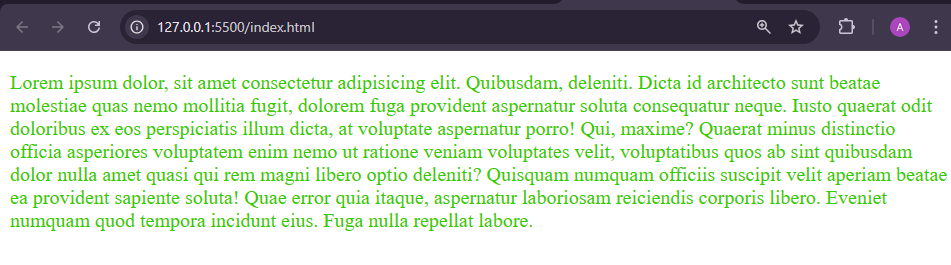 127.0.0.1:5500/index.html
A
Lorem ipsum dolor, sit amet consectetur adipisicing elit. Quibusdam, deleniti. Dicta id architecto sunt beatae
molestiae quas nemo mollitia fugit, dolorem fuga provident aspernatur soluta consequatur neque. Iusto quaerat odit
doloribus ex eos perspiciatis illum dicta, at voluptate aspernatur porro! Qui, maxime? Quaerat minus distinctio
officia asperiores voluptatem enim nemo ut ratione veniam voluptates velit, voluptatibus quos ab sint quibusdam
dolor nulla amet quasi qui rem magni libero optio deleniti? Quisquam numquam officiis suscipit velit aperiam beatae
ea provident sapiente soluta! Quae error quia itaque, aspernatur laboriosam reiciendis corporis libero. Eveniet
numquam quod tempora incidunt eius. Fuga nulla repellat labore.